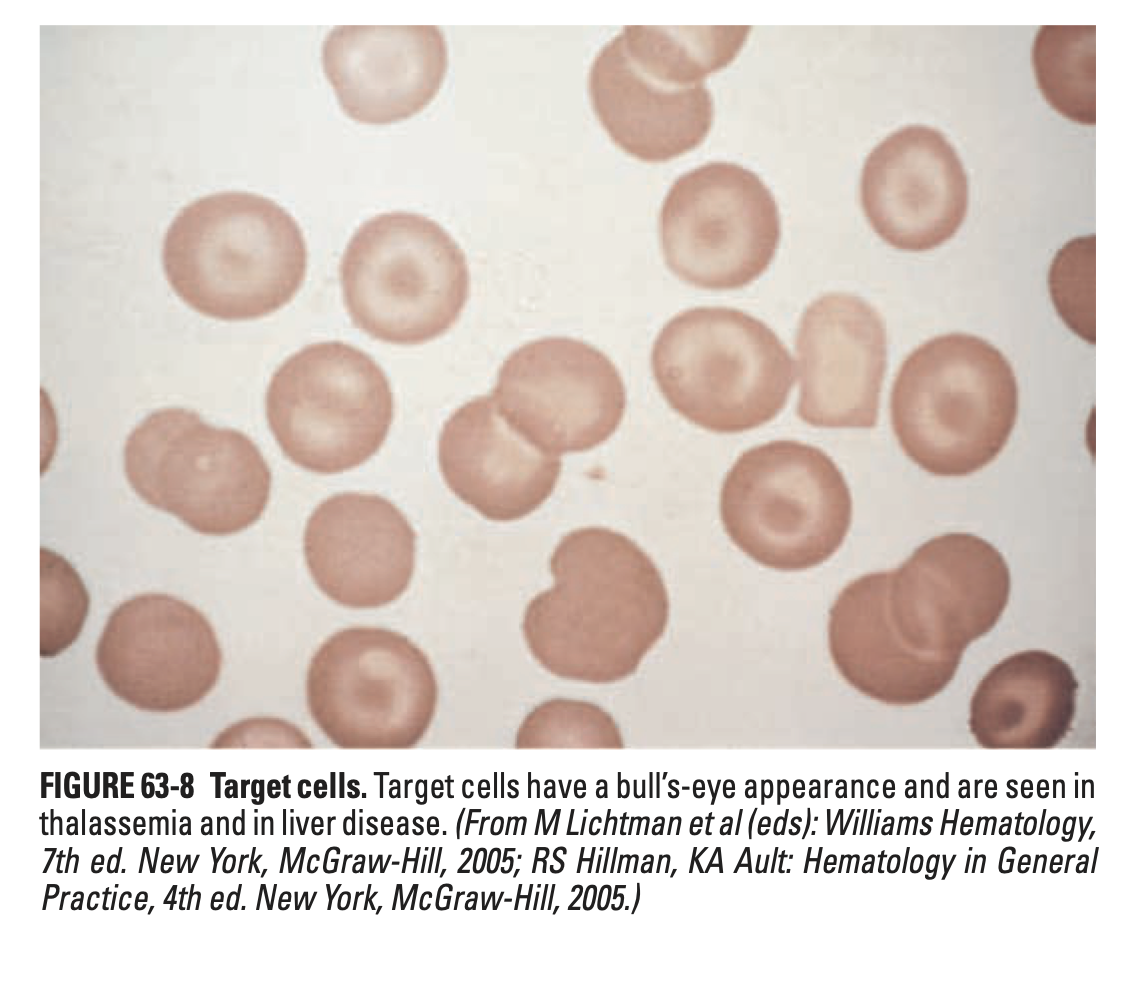 FIGURE 63-8 Target cells. Target cells have a bull’s-eye appearance and are seen in
thalassemia and in liver disease. (From M Lichtman et al (eds): Williams Hematology,
7th ed. New York, McGraw-Hill, 2005; RS Hillman, KA Ault: Hematology in General
Practice, 4th ed. New York, McGraw-Hill, 2005.)